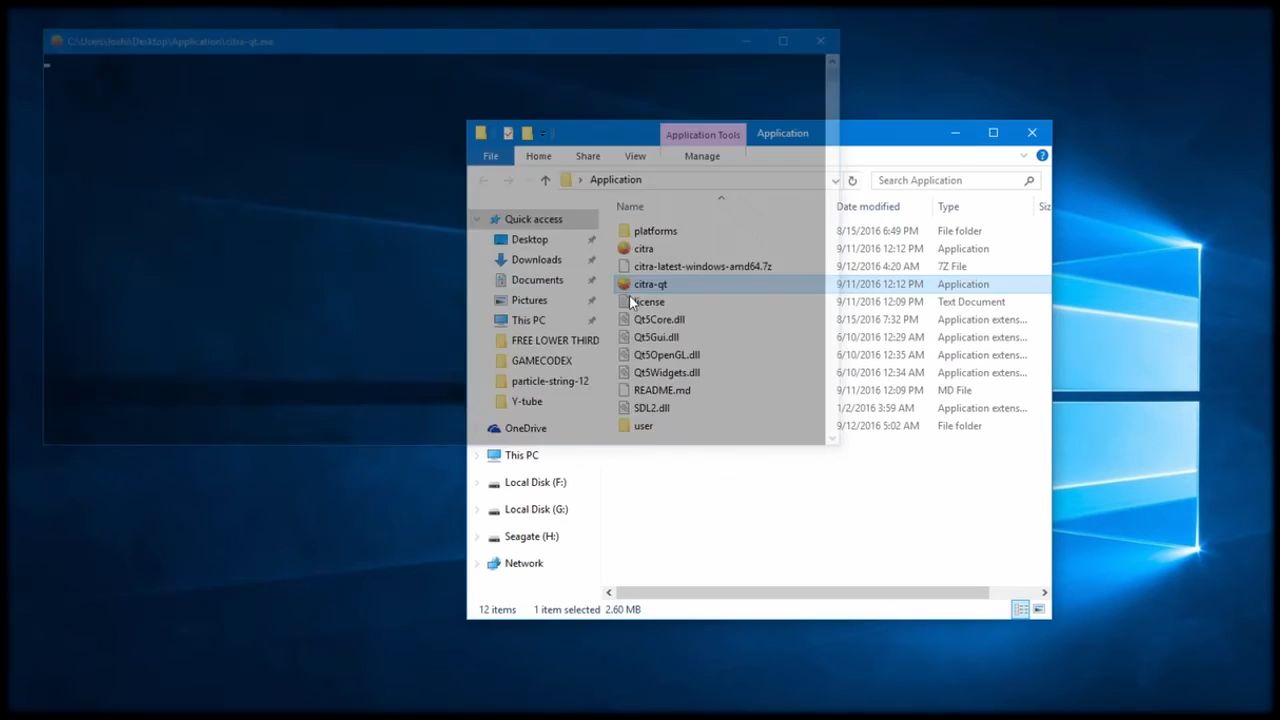 C:\Users\Joshi\Desktop\Application\citra-qt.exe
Application Tools
Application
File
Home
Share
View
Manage
Application
Search Application
Name
Date modified
Type
Siz
Quick access
Desktop
Downloads
Documents
Pictures
This PC
FREE LOWER THIRD
GAMECODEX
particle-string-12
Y-tube
OneDrive
This PC
Local Disk (F:)
Local Disk (G:)
Seagate (H:)
Network
platforms 8/15/2016 6:49 PM File folder
citra 9/11/2016 12:12 PM Application
citra-latest-windows-amd64.7z 9/12/2016 4:20 AM 7Z File
citra-qt 9/11/2016 12:12 PM Application
license 9/11/2016 12:09 PM Text Document
Qt5Core.dll 8/15/2016 7:32 PM Application extens...
Qt5Gui.dll 6/10/2016 12:29 AM Application extens...
Qt5OpenGL.dll 6/10/2016 12:35 AM Application extens...
Qt5Widgets.dll 6/10/2016 12:34 AM Application extens...
README.md 9/11/2016 12:09 PM MD File
SDL2.dll 1/2/2016 3:59 AM Application extens...
user 9/12/2016 5:02 AM File folder
12 items 1 item selected 2.60 MB